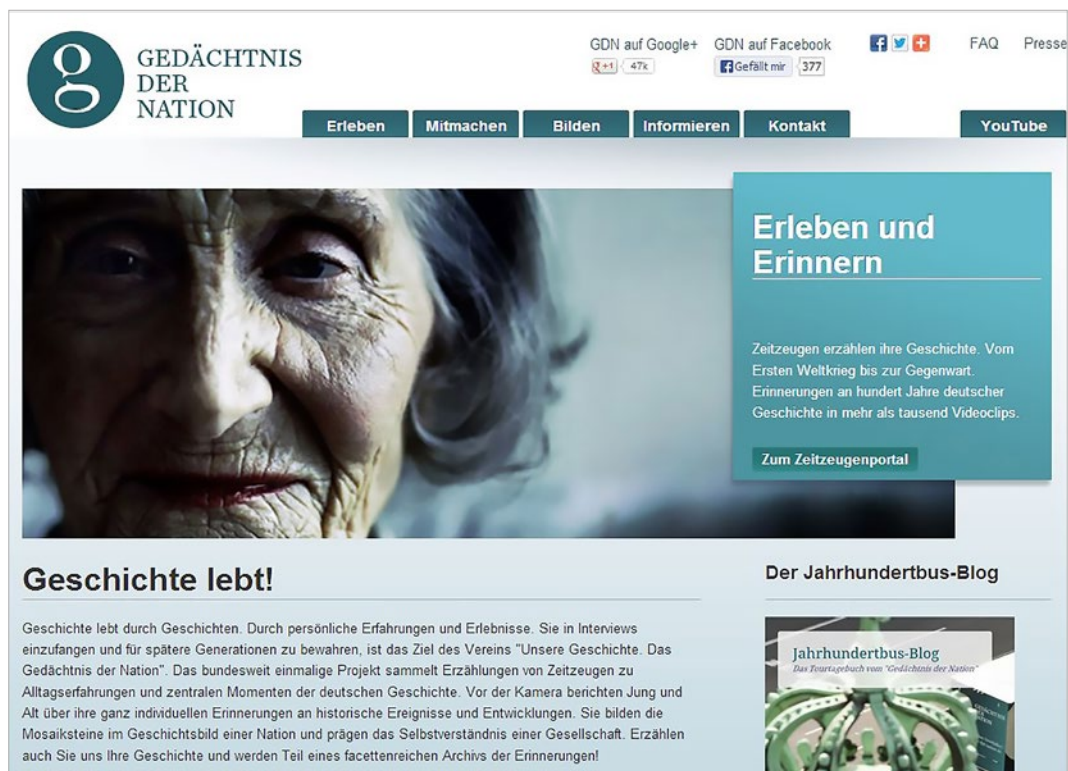 g
GEDÄCHTNIS
DER
NATION
GDN auf Google+ GDN auf Facebook FAQ Presse
+1 47k Gefällt mir 377
Erleben Mitmachen Bilden Informieren Kontakt YouTube
Erleben und
Erinnern
Zeitzeugen erzählen ihre Geschichte. Vom
Ersten Weltkrieg bis zur Gegenwart.
Erinnerungen an hundert Jahre deutscher
Geschichte in mehr als tausend Videoclips.
Zum Zeitzeugenportal
Geschichte lebt!
Geschichte lebt durch Geschichten. Durch persönliche Erfahrungen und Erlebnisse. Sie in Interviews
einzufangen und für spätere Generationen zu bewahren, ist das Ziel des Vereins "Unsere Geschichte. Das
Gedächtnis der Nation". Das bundesweit einmalige Projekt sammelt Erzählungen von Zeitzeugen zu
Alltagserfahrungen und zentralen Momenten der deutschen Geschichte. Vor der Kamera berichten Jung und
Alt über ihre ganz individuellen Erinnerungen an historische Ereignisse und Entwicklungen. Sie bilden die
Mosaiksteine im Geschichtsbild einer Nation und prägen das Selbstverständnis einer Gesellschaft. Erzählen
auch Sie uns Ihre Geschichte und werden Teil eines facettenreichen Archivs der Erinnerungen!
Der Jahrhundertbus-Blog
Jahrhundertbus-Blog
Das Tourtagebuch vom "Gedächtnis der Nation"
GEDÄCHTNIS
DER
NATION